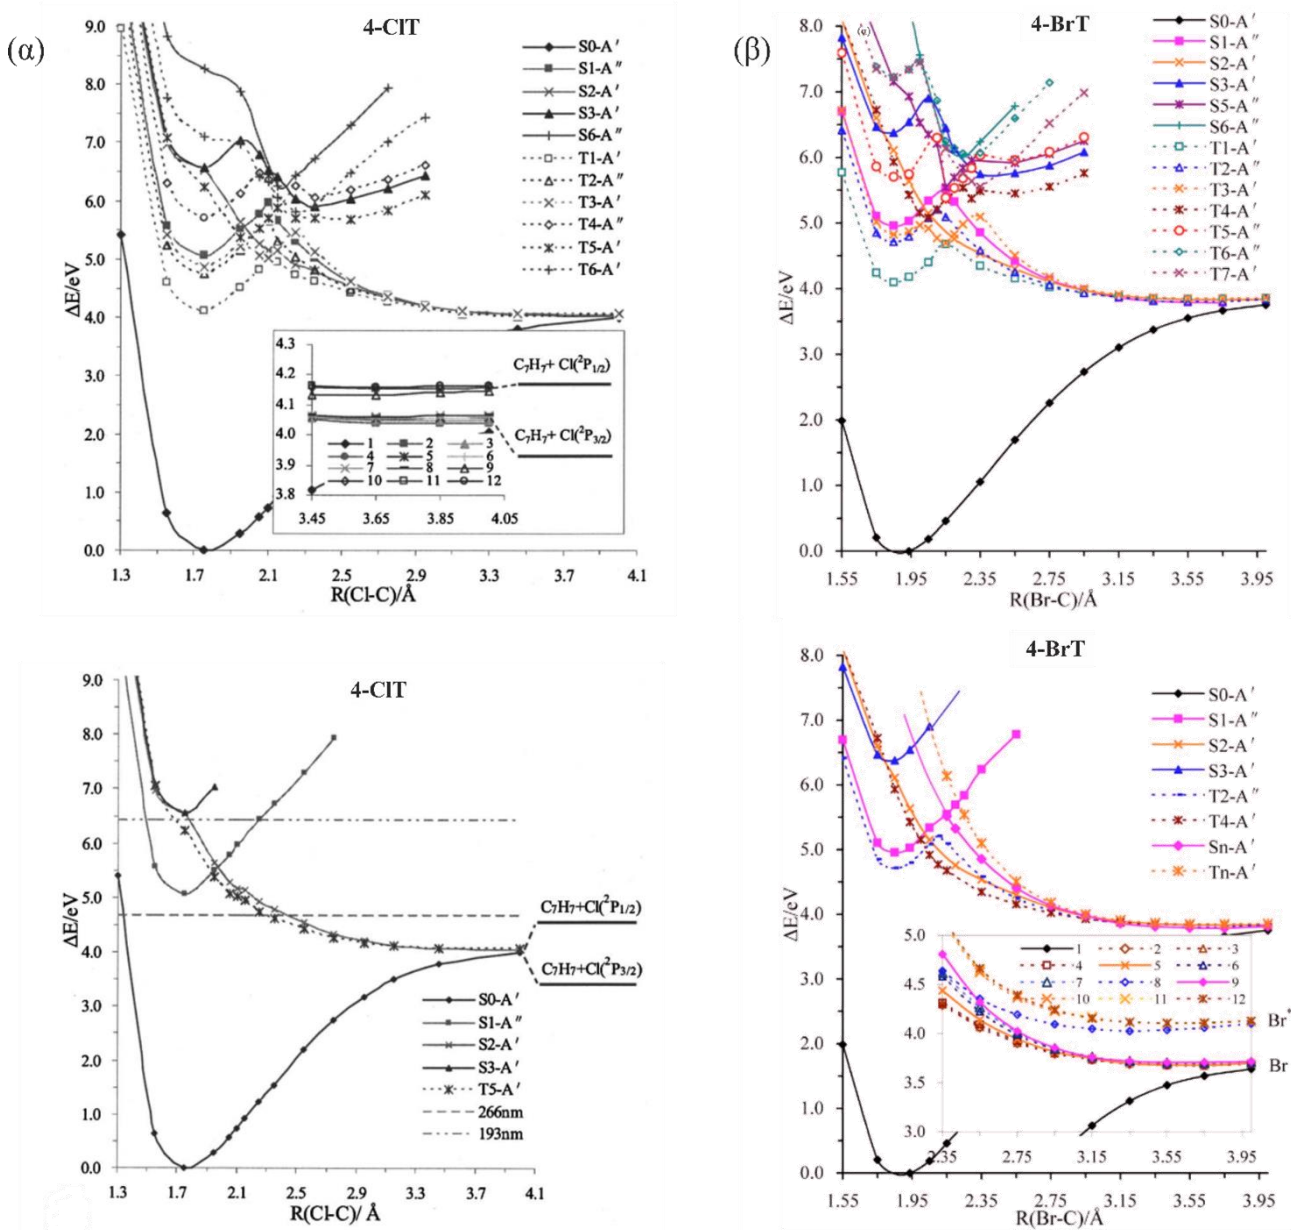 (α)
4-ClT
9.0
8.0
7.0
6.0
5.0
4.0
3.0
2.0
1.0
0.0
ΔE/eV
1.3
1.7
2.1
2.5
2.9
3.3
3.7
4.1
R(Cl-C)/Å
S0-A′
S1-A″
S2-A′
S3-A′
S6-A″
T1-A′
T2-A″
T3-A′
T4-A″
T5-A′
T6-A′
4.3
4.2
4.1
4.0
3.9
3.8
3.45
3.65
3.85
4.05
C₇H₇+ Cl(²P₁/₂)
C₇H₇+ Cl(²P₃/₂)
1 2 3
4 5 6
7 8 9
10 11 12
(β)
4-BrT
(a)
8.0
7.0
6.0
5.0
4.0
3.0
2.0
1.0
0.0
ΔE/eV
1.55
1.95
2.35
2.75
3.15
3.55
3.95
R(Br-C)/Å
S0-A′
S1-A″
S2-A′
S3-A′
S5-A″
S6-A″
T1-A′
T2-A″
T3-A′
T4-A′
T5-A″
T6-A″
T7-A′
4-ClT
9.0
8.0
7.0
6.0
5.0
4.0
3.0
2.0
1.0
0.0
ΔE/eV
1.3
1.7
2.1
2.5
2.9
3.3
3.7
4.1
R(Cl-C)/ Å
C₇H₇+Cl(²P₁/₂)
C₇H₇+Cl(²P₃/₂)
S0-A′
S1-A″
S2-A′
S3-A′
T5-A′
266nm
193nm
4-BrT
8.0
7.0
6.0
5.0
4.0
3.0
2.0
1.0
0.0
ΔE/eV
1.55
1.95
2.35
2.75
3.15
3.55
3.95
R(Br-C)/Å
S0-A′
S1-A″
S2-A′
S3-A′
T2-A″
T4-A′
Sn-A′
Tn-A′
5.0
4.5
4.0
3.5
3.0
2.35
2.75
3.15
3.55
3.95
1 2 3
4 5 6
7 8 9
10 11 12
Br*
Br